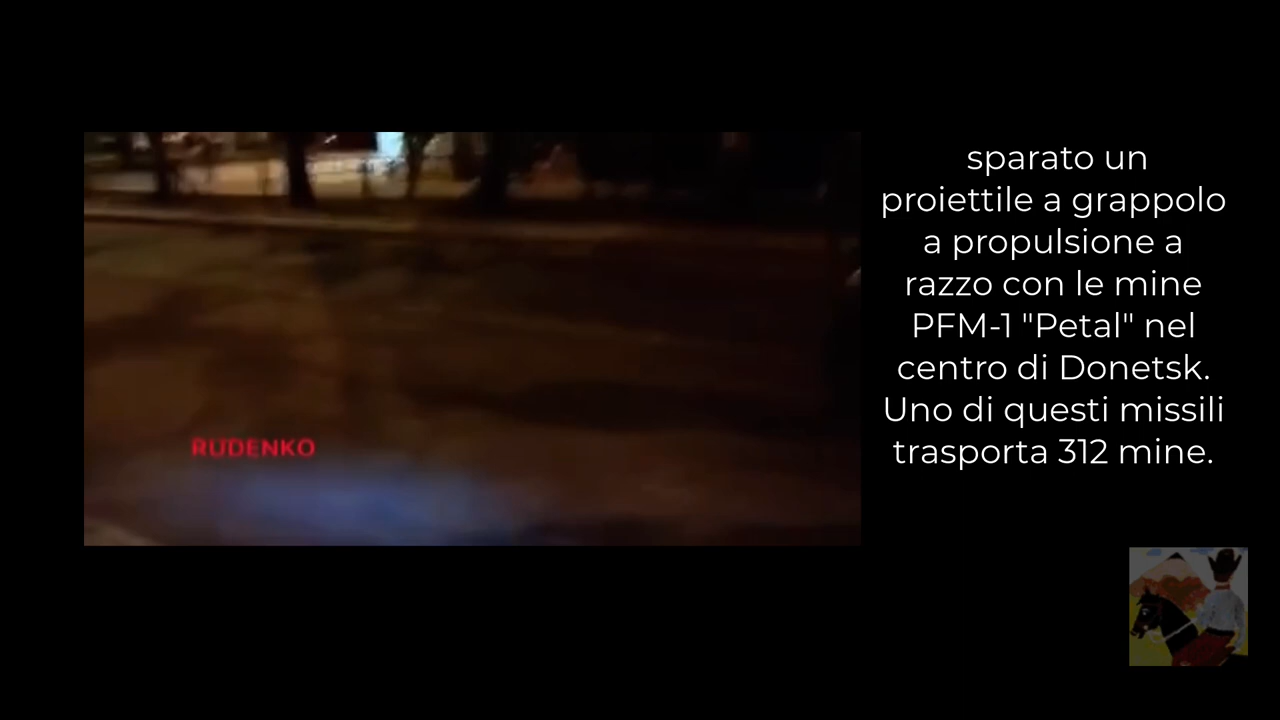 sparato un
proiettile a grappolo
a propulsione a
razzo con le mine
PFM-1 "Petal" nel
centro di Donetsk.
Uno di questi missili
trasporta 312 mine.
RUDENKO